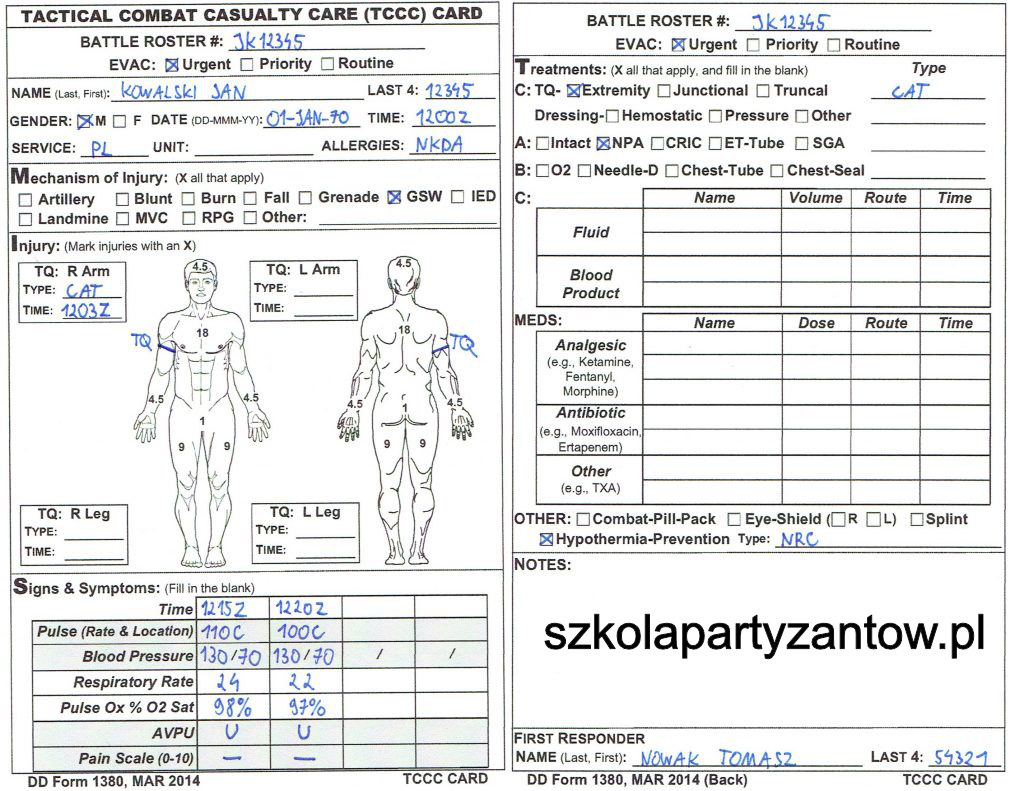 TACTICAL COMBAT CASUALTY CARE (TCCC) CARD
BATTLE ROSTER #: JK12345
EVAC: ☒ Urgent ☐ Priority ☐ Routine
NAME (Last, First): KOWALSKI JAN LAST 4: 12345
GENDER: ☒ M ☐ F DATE (DD-MMM-YY): 01-JAN-70 TIME: 1200Z
SERVICE: PL UNIT: ALLERGIES: NKDA
Mechanism of Injury: (X all that apply)
☐ Artillery ☐ Blunt ☐ Burn ☐ Fall ☐ Grenade ☒ GSW ☐ IED
☐ Landmine ☐ MVC ☐ RPG ☐ Other:
Injury: (Mark injuries with an X)
TQ: R Arm
TYPE: CAT
TIME: 1203Z
TQ: L Arm
TYPE:
TIME:
4.5
18
TQ
4.5
4.5
1
9
9
4.5
18
TQ
4.5
4.5
1
9
9
TQ: R Leg
TYPE:
TIME:
TQ: L Leg
TYPE:
TIME:
Signs & Symptoms: (Fill in the blank)
Time 1215Z 1220Z
Pulse (Rate & Location) 110C 100C
Blood Pressure 130/70 130/70 / /
Respiratory Rate 24 22
Pulse Ox % O2 Sat 98% 97%
AVPU U U
Pain Scale (0-10) — —
DD Form 1380, MAR 2014 TCCC CARD
BATTLE ROSTER #: JK12345
EVAC: ☒ Urgent ☐ Priority ☐ Routine
Treatments: (X all that apply, and fill in the blank) Type
C: TQ- ☒ Extremity ☐ Junctional ☐ Truncal CAT
Dressing- ☐ Hemostatic ☐ Pressure ☐ Other
A: ☐ Intact ☒ NPA ☐ CRIC ☐ ET-Tube ☐ SGA
B: ☐ O2 ☐ Needle-D ☐ Chest-Tube ☐ Chest-Seal
C: Name Volume Route Time
Fluid
Blood
Product
MEDS: Name Dose Route Time
Analgesic
(e.g., Ketamine,
Fentanyl,
Morphine)
Antibiotic
(e.g., Moxifloxacin,
Ertapenem)
Other
(e.g., TXA)
OTHER: ☐ Combat-Pill-Pack ☐ Eye-Shield (☐ R ☐ L) ☐ Splint
☒ Hypothermia-Prevention Type: NRC
NOTES:
szkolapartyzantow.pl
FIRST RESPONDER
NAME (Last, First): NOWAK TOMASZ LAST 4: 54321
DD Form 1380, MAR 2014 (Back) TCCC CARD